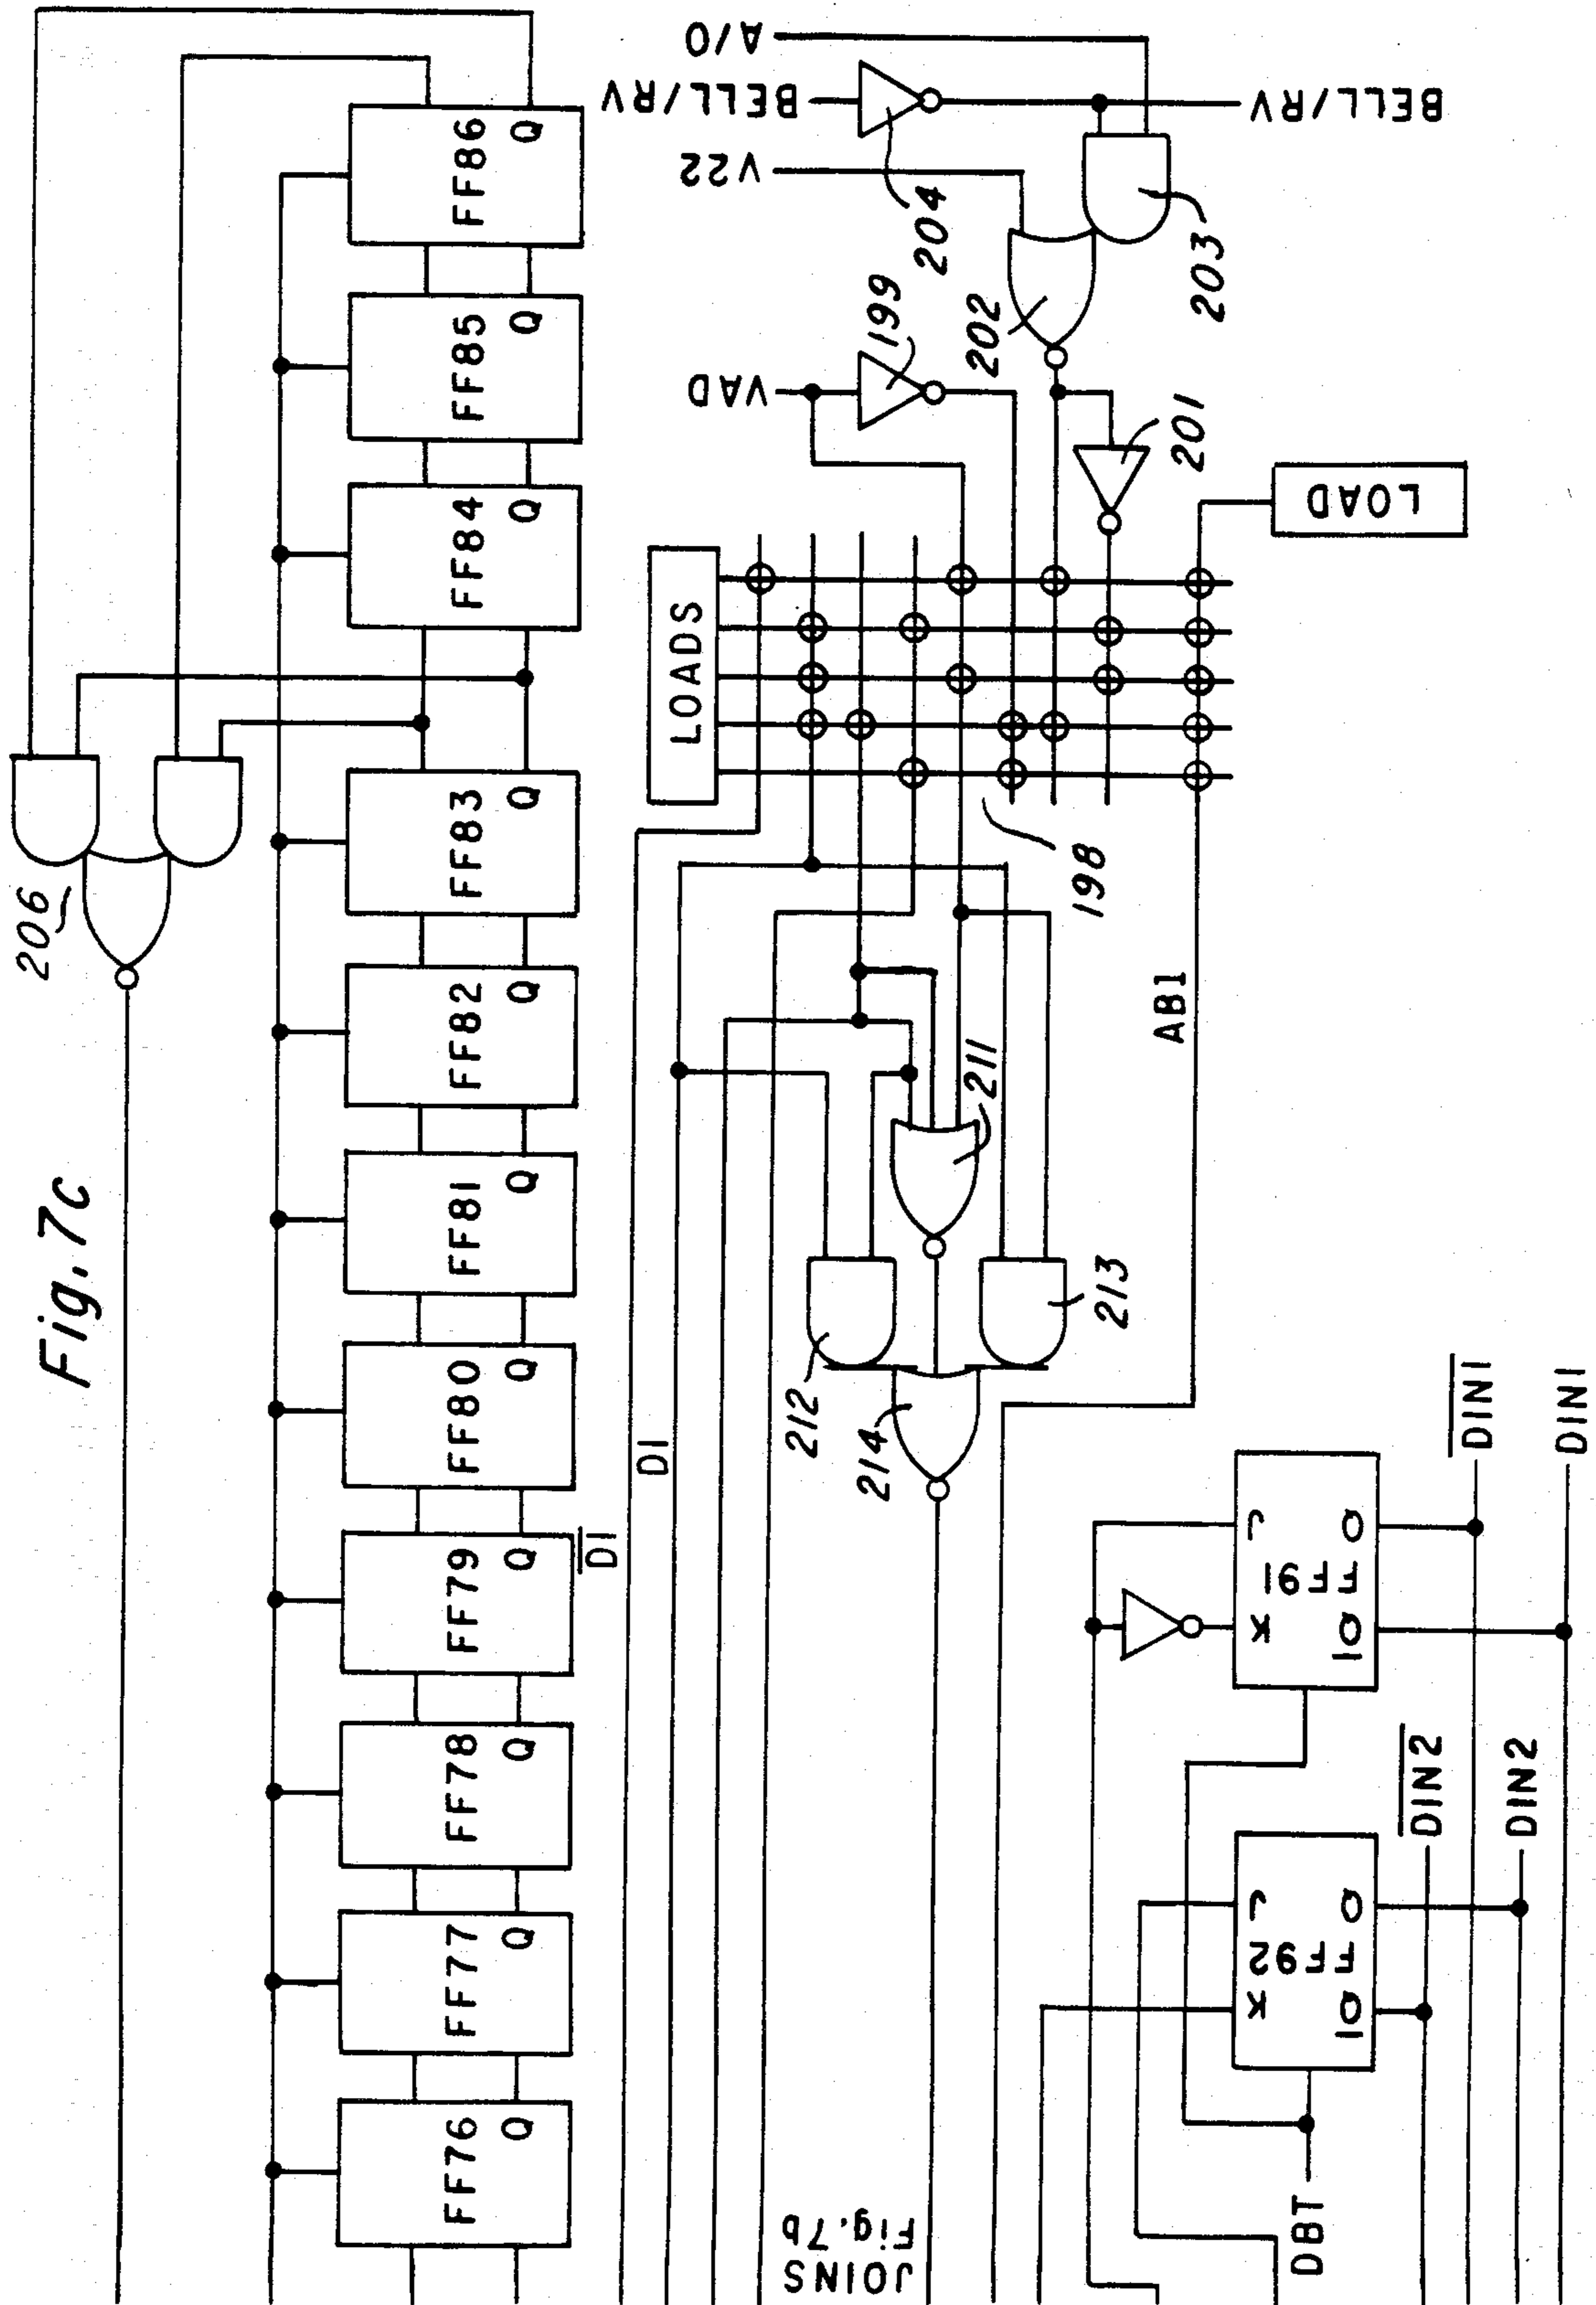 Fig. 7c
206
FF86
Q
FF85
Q
FF84
Q
FF83
Q
FF82
Q
FF81
Q
FF80
Q
FF79
Q
FF78
Q
FF77
Q
FF76
Q
D1
D1
A/O
BELL/RV
BELL/RV
V22
VAD
204
203
202
199
201
LOADS
LOAD
198
AB1
211
212
213
214
J
Q
FF91
K
Q
DIN1
DIN1
J
Q
FF92
K
Q
DIN2
DIN2
DBT
JOINS
Fig. 7b